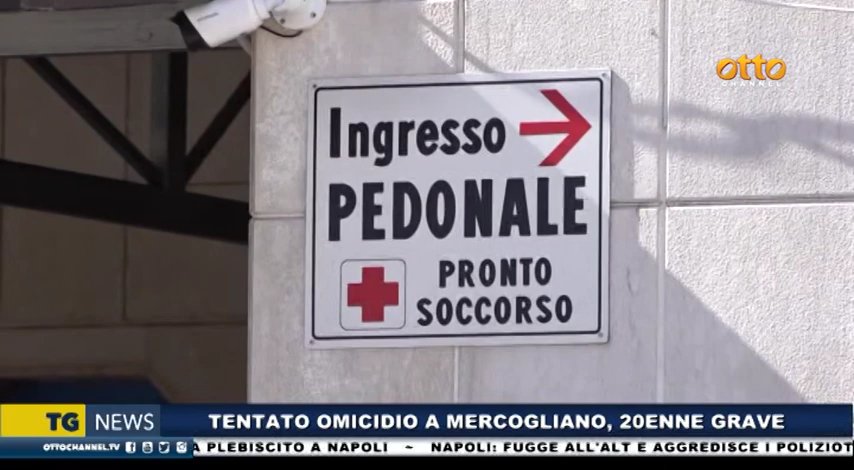 otto
CHANNEL
Ingresso
PEDONALE
PRONTO
SOCCORSO
TG NEWS
TENTATO OMICIDIO A MERCOGLIANO, 20ENNE GRAVE
OTTOCHANNEL.TV
A PLEBISCITO A NAPOLI ~ NAPOLI: FUGGE ALL'ALT E AGGREDISCE I POLIZIOT